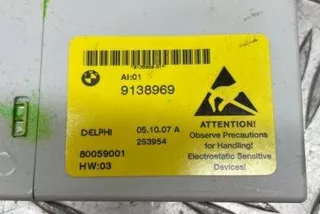 AI:01
9138969
DELPHI 05.10.07 A
253954
80059001
HW:03
ATTENTION!
Observe Precautions
for Handling!
Electrostatic Sensitive
Devices!